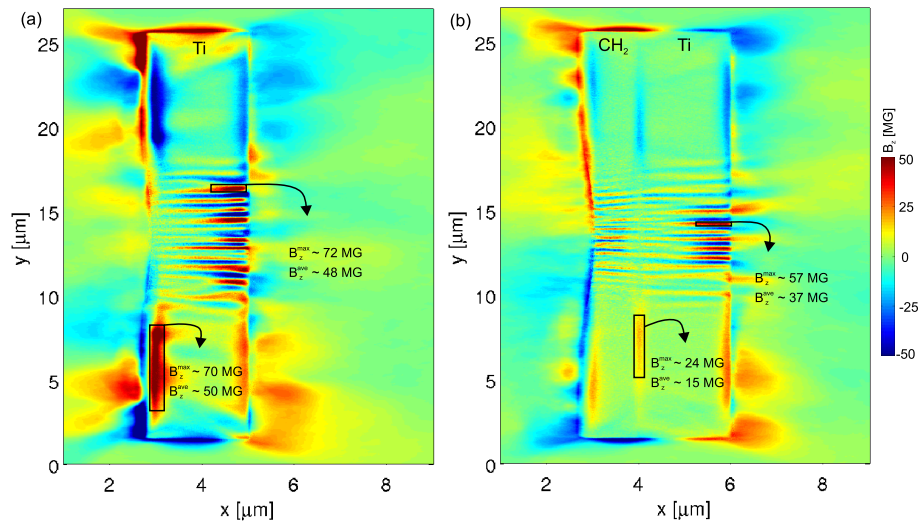 (a)
Ti
25
20
15
10
5
0
y [μm]
2
4
6
8
x [μm]
B_z^max ~ 72 MG
B_z^ave ~ 48 MG
B_z^max ~ 70 MG
B_z^ave ~ 50 MG
(b)
CH₂ Ti
25
20
15
10
5
0
y [μm]
2
4
6
8
x [μm]
B_z^max ~ 57 MG
B_z^ave ~ 37 MG
B_z^max ~ 24 MG
B_z^ave ~ 15 MG
B_z [MG]
50
25
0
-25
-50